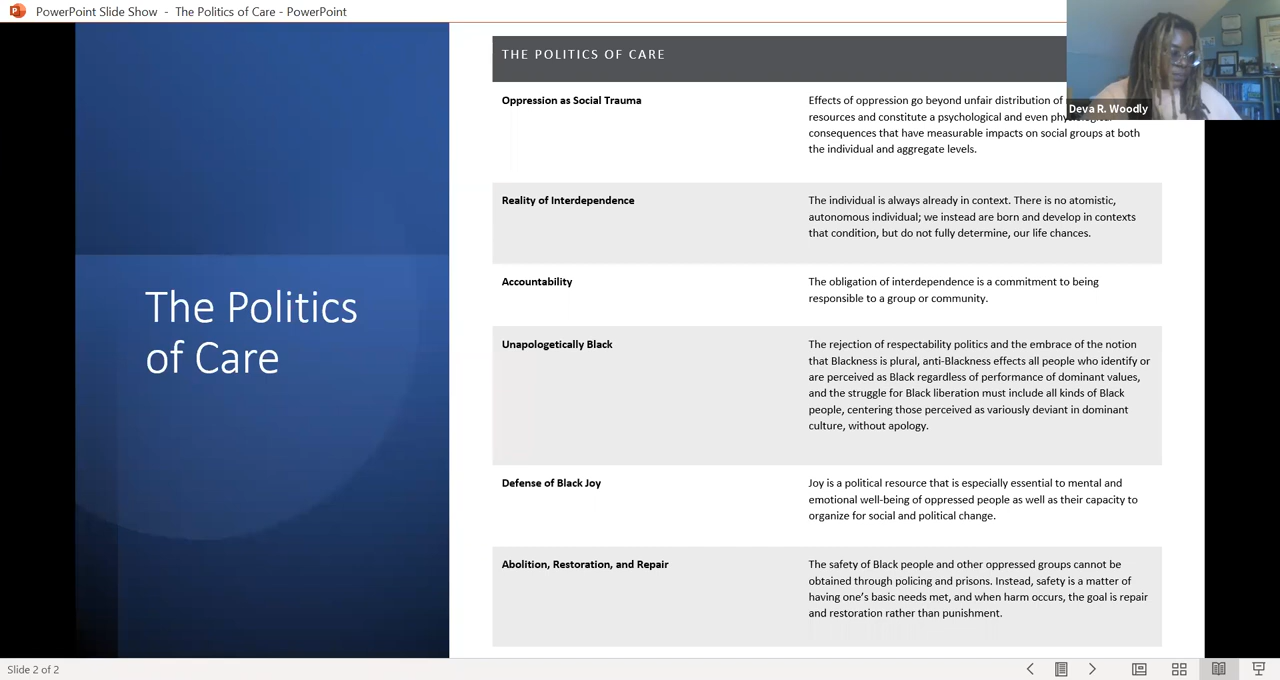 PowerPoint Slide Show - The Politics of Care - PowerPoint
THE POLITICS OF CARE
Deva R. Woodly
Oppression as Social Trauma
Effects of oppression go beyond unfair distribution of
resources and constitute a psychological and even physiological
consequences that have measurable impacts on social groups at both
the individual and aggregate levels.
Reality of Interdependence
The individual is always already in context. There is no atomistic,
autonomous individual; we instead are born and develop in contexts
that condition, but do not fully determine, our life chances.
The Politics
of Care
Accountability
The obligation of interdependence is a commitment to being
responsible to a group or community.
Unapologetically Black
The rejection of respectability politics and the embrace of the notion
that Blackness is plural, anti-Blackness effects all people who identify or
are perceived as Black regardless of performance of dominant values,
and the struggle for Black liberation must include all kinds of Black
people, centering those perceived as variously deviant in dominant
culture, without apology.
Defense of Black Joy
Joy is a political resource that is especially essential to mental and
emotional well-being of oppressed people as well as their capacity to
organize for social and political change.
Abolition, Restoration, and Repair
The safety of Black people and other oppressed groups cannot be
obtained through policing and prisons. Instead, safety is a matter of
having one's basic needs met, and when harm occurs, the goal is repair
and restoration rather than punishment.
Slide 2 of 2